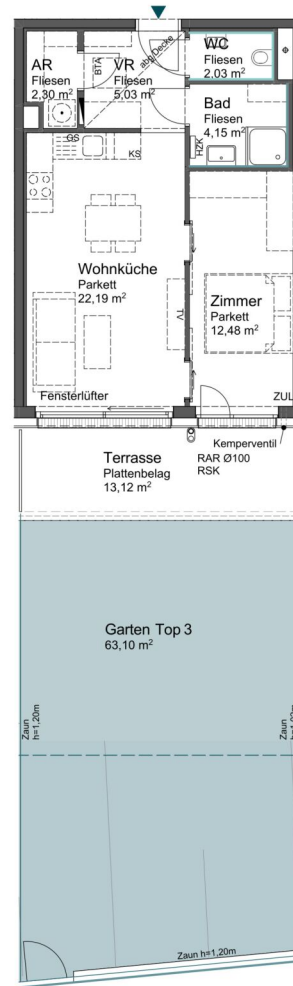 AR
Fliesen
2,30 m²
BTA
VR
Fliesen
5,03 m²
abg.Decke
WC
Fliesen
2,03 m²
Bad
Fliesen
4,15 m²
HZK
GS
KS
Wohnküche
Parkett
22,19 m²
TV
Zimmer
Parkett
12,48 m²
Fensterlüfter
ZUL
Kemperventil
RAR Ø100
RSK
Terrasse
Plattenbelag
13,12 m²
Garten Top 3
63,10 m²
Zaun
h=1,20m
Zaun
Zaun h=1,20m